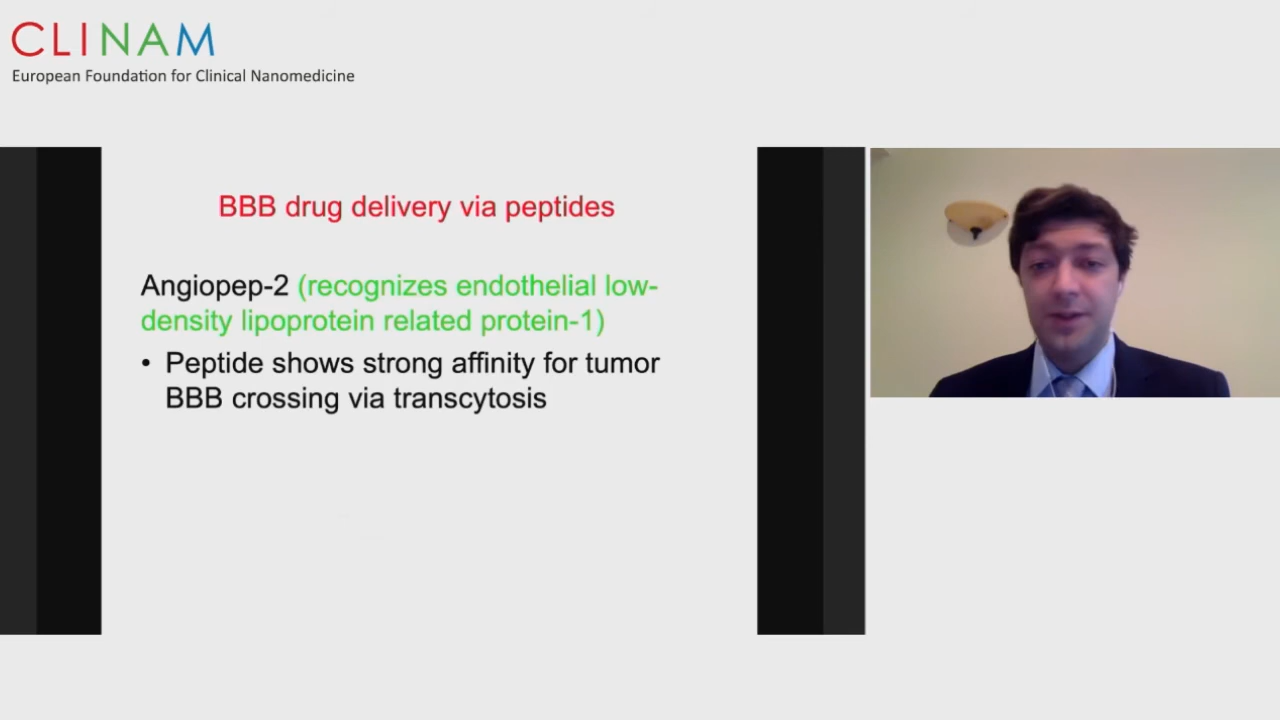 CLINAM
European Foundation for Clinical Nanomedicine
BBB drug delivery via peptides
Angiopep-2 (recognizes endothelial low-
density lipoprotein related protein-1)
• Peptide shows strong affinity for tumor
BBB crossing via transcytosis